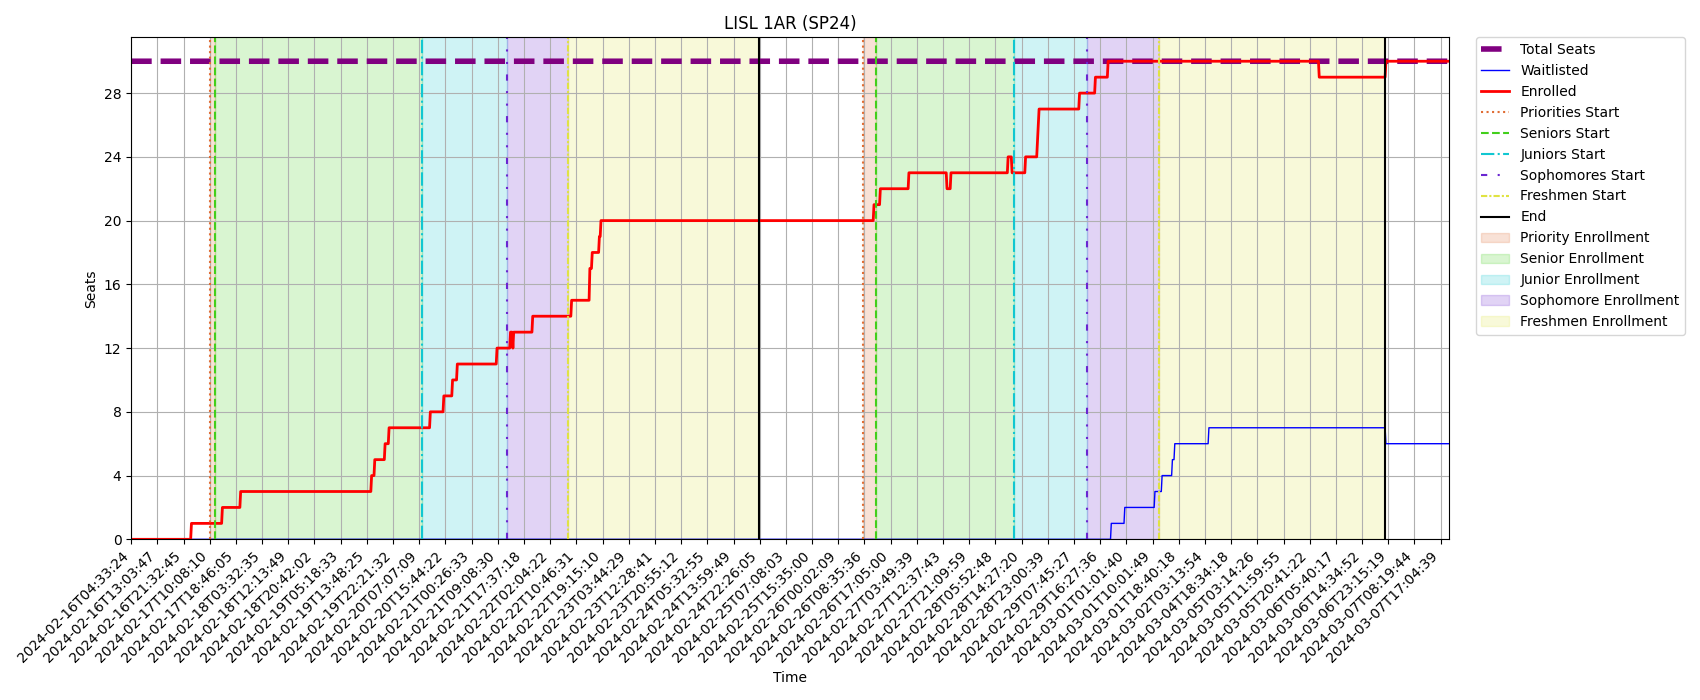 LISL 1AR (SP24)
Total Seats
Waitlisted
Enrolled
Priorities Start
Seniors Start
Juniors Start
Sophomores Start
Freshmen Start
End
Priority Enrollment
Senior Enrollment
Junior Enrollment
Sophomore Enrollment
Freshmen Enrollment
Seats
28
24
20
16
12
8
4
0
2024-02-16T04:33:24
2024-02-16T13:03:47
2024-02-16T21:32:45
2024-02-17T10:08:10
2024-02-17T18:46:05
2024-02-18T03:32:35
2024-02-18T12:13:49
2024-02-18T20:42:02
2024-02-19T05:18:33
2024-02-19T13:48:25
2024-02-19T22:21:32
2024-02-20T07:07:09
2024-02-20T15:44:22
2024-02-21T00:26:33
2024-02-21T09:08:30
2024-02-21T17:37:18
2024-02-22T02:04:22
2024-02-22T10:46:31
2024-02-22T19:15:10
2024-02-23T03:44:29
2024-02-23T12:28:41
2024-02-23T20:55:12
2024-02-24T05:32:55
2024-02-24T13:59:49
2024-02-24T22:26:05
2024-02-25T07:08:03
2024-02-25T15:35:00
2024-02-26T00:02:09
2024-02-26T08:35:36
2024-02-26T17:05:00
2024-02-27T03:49:39
2024-02-27T12:37:43
2024-02-27T21:09:59
2024-02-28T05:52:48
2024-02-28T14:27:20
2024-02-28T23:00:39
2024-02-29T07:45:27
2024-02-29T16:27:36
2024-03-01T01:01:40
2024-03-01T10:01:49
2024-03-01T18:40:18
2024-03-02T03:13:54
2024-03-04T18:34:18
2024-03-05T03:14:26
2024-03-05T11:59:55
2024-03-05T20:41:22
2024-03-06T05:40:17
2024-03-06T14:34:52
2024-03-06T23:15:19
2024-03-07T08:19:44
2024-03-07T17:04:39
Time